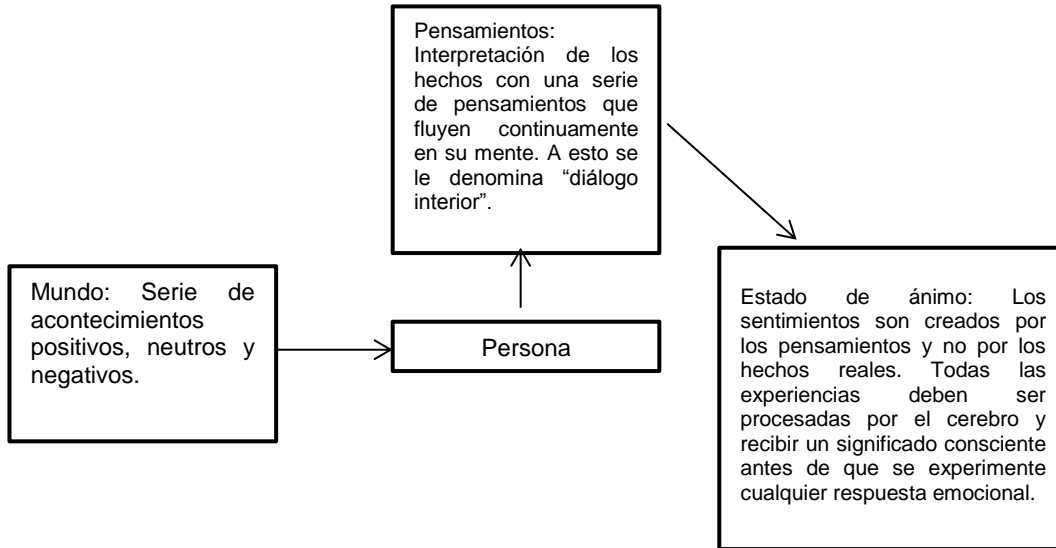 Mundo: Serie de
acontecimientos
positivos, neutros y
negativos.
Persona
Pensamientos:
Interpretación de los
hechos con una serie
de pensamientos que
fluyen continuamente
en su mente. A esto se
le denomina “diálogo
interior”.
Estado de ánimo: Los
sentimientos son creados por
los pensamientos y no por los
hechos reales. Todas las
experiencias deben ser
procesadas por el cerebro y
recibir un significado consciente
antes de que se experimente
cualquier respuesta emocional.